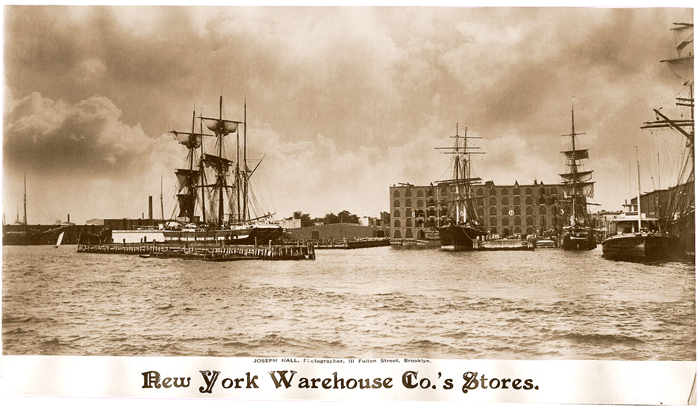 JOSEPH HALL, Photographer, 111 Fulton Street, Brooklyn.
New York Warehouse Co.'s Stores.